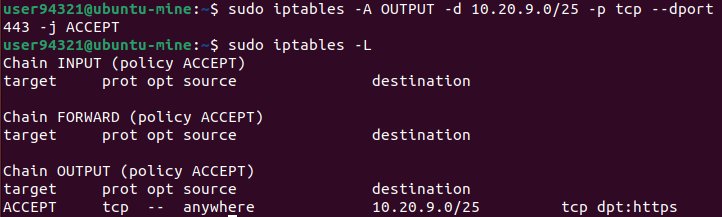 user94321@ubuntu-mine:~$ sudo iptables -A OUTPUT -d 10.20.9.0/25 -p tcp --dport
443 -j ACCEPT
user94321@ubuntu-mine:~$ sudo iptables -L
Chain INPUT (policy ACCEPT)
target     prot opt source               destination

Chain FORWARD (policy ACCEPT)
target     prot opt source               destination

Chain OUTPUT (policy ACCEPT)
target     prot opt source               destination
ACCEPT     tcp  --  anywhere             10.20.9.0/25         tcp dpt:https